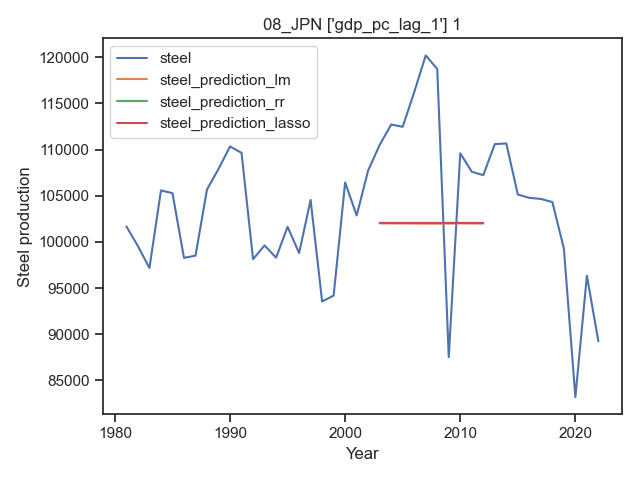 08_JPN ['gdp_pc_lag_1'] 1
steel
steel_prediction_lm
steel_prediction_rr
steel_prediction_lasso
Steel production
120000
115000
110000
105000
100000
95000
90000
85000
1980
1990
2000
2010
2020
Year